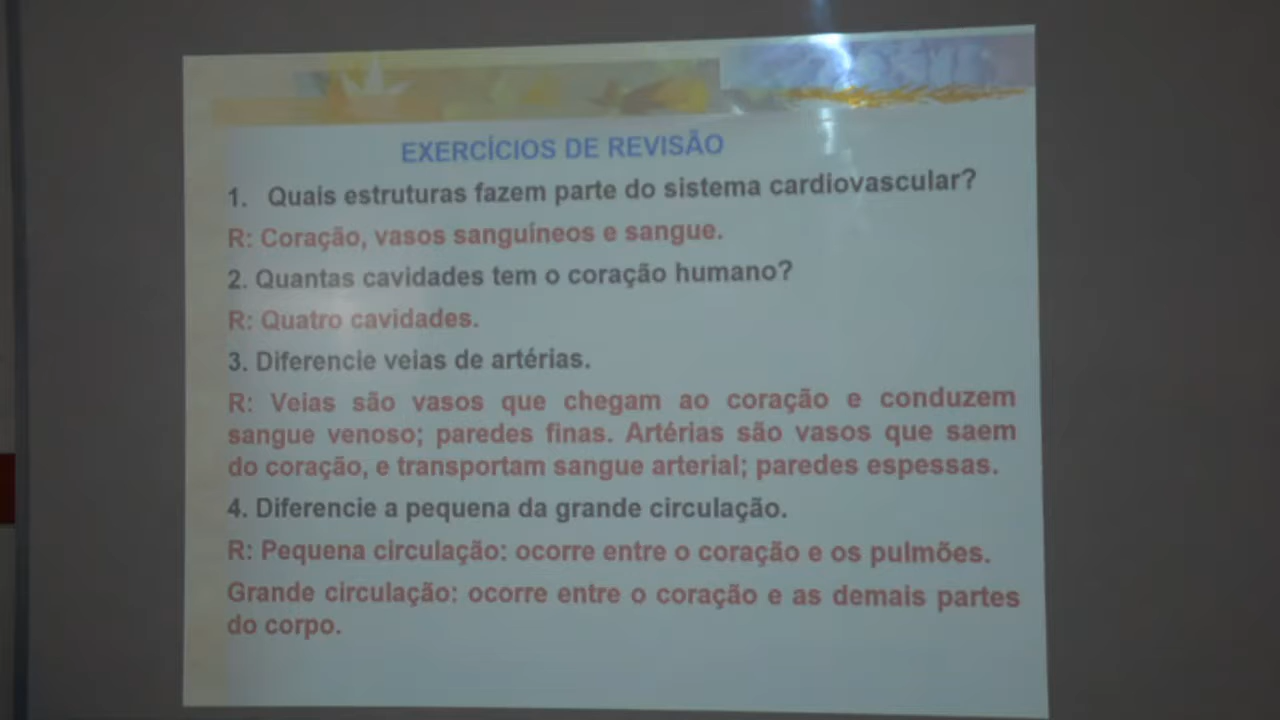 EXERCÍCIOS DE REVISÃO
1. Quais estruturas fazem parte do sistema cardiovascular?
R: Coração, vasos sanguíneos e sangue.
2. Quantas cavidades tem o coração humano?
R: Quatro cavidades.
3. Diferencie veias de artérias.
R: Veias são vasos que chegam ao coração e conduzem
sangue venoso; paredes finas. Artérias são vasos que saem
do coração, e transportam sangue arterial; paredes espessas.
4. Diferencie a pequena da grande circulação.
R: Pequena circulação: ocorre entre o coração e os pulmões.
Grande circulação: ocorre entre o coração e as demais partes
do corpo.